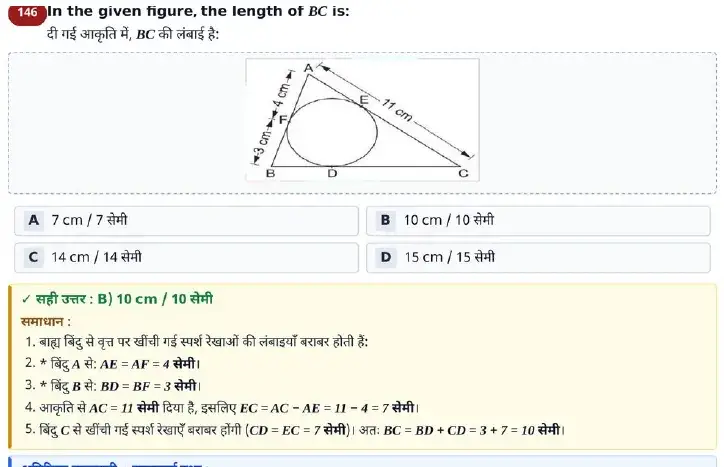 146 In the given figure, the length of BC is:
दी गई आकृति में, BC की लंबाई है:
A
E
4 cm
11 cm
F
3 cm
B D C
A 7 cm / 7 सेमी
B 10 cm / 10 सेमी
C 14 cm / 14 सेमी
D 15 cm / 15 सेमी
✓ सही उत्तर : B) 10 cm / 10 सेमी
समाधान :
1. बाह्य बिंदु से वृत्त पर खींची गई स्पर्श रेखाओं की लंबाइयाँ बराबर होती हैं:
2. * बिंदु A से: AE = AF = 4 सेमी।
3. * बिंदु B से: BD = BF = 3 सेमी।
4. आकृति से AC = 11 सेमी दिया है, इसलिए EC = AC − AE = 11 − 4 = 7 सेमी।
5. बिंदु C से खींची गई स्पर्श रेखाएँ बराबर होंगी (CD = EC = 7 सेमी)। अतः BC = BD + CD = 3 + 7 = 10 सेमी।